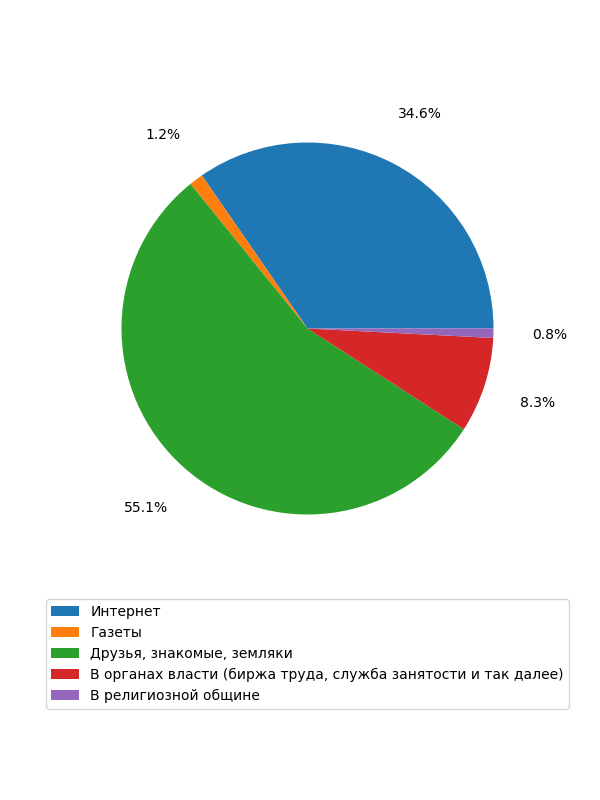 34.6%
1.2%
0.8%
8.3%
55.1%
Интернет
Газеты
Друзья, знакомые, земляки
В органах власти (биржа труда, служба занятости и так далее)
В религиозной общине